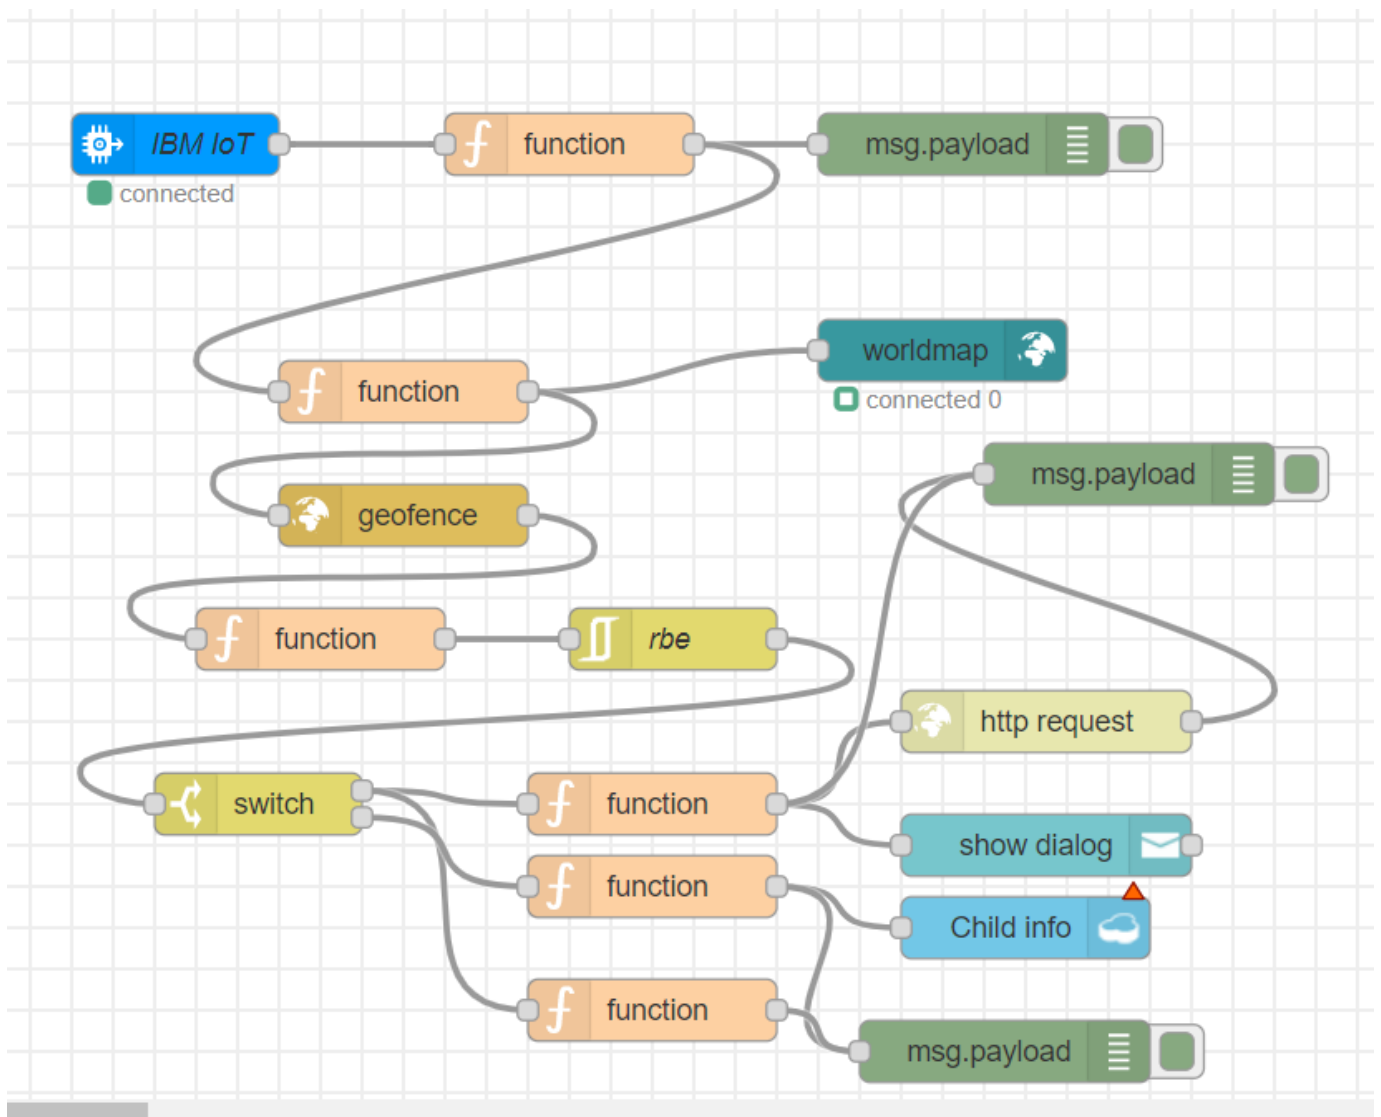 IBM IoT
function
msg.payload
connected
worldmap
function
connected 0
msg.payload
geofence
function
rbe
http request
switch
function
show dialog
function
Child info
function
msg.payload